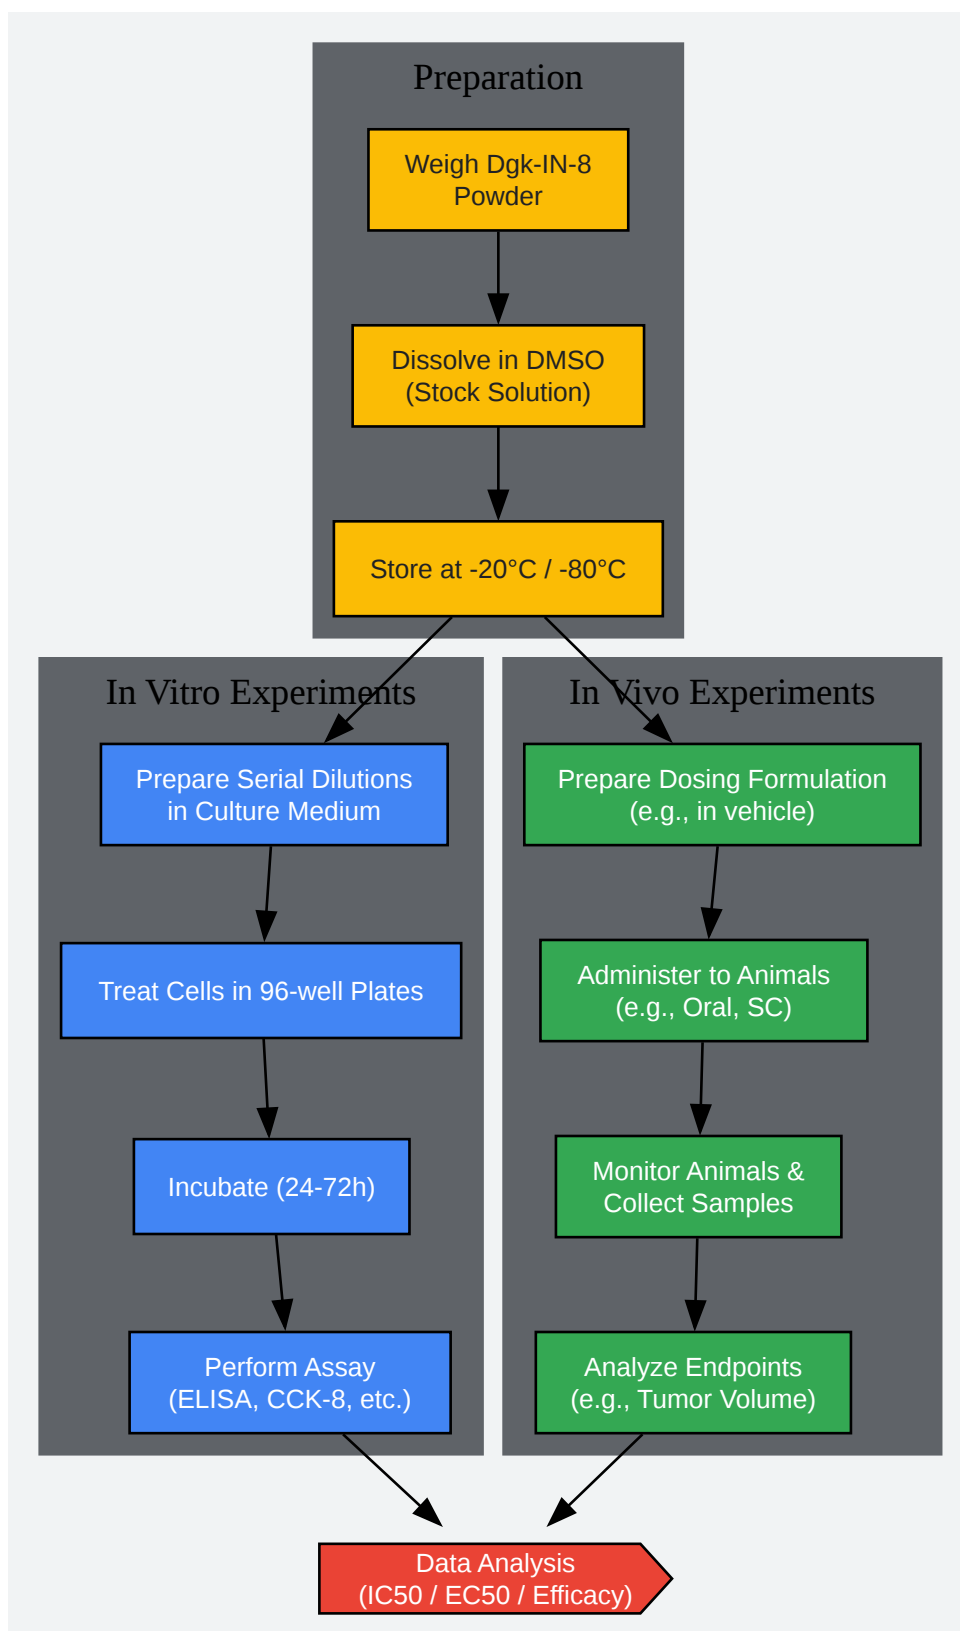 Preparation
Weigh Dgk-IN-8
Powder
Dissolve in DMSO
(Stock Solution)
Store at -20°C / -80°C
In Vitro Experiments
Prepare Serial Dilutions
in Culture Medium
Treat Cells in 96-well Plates
Incubate (24-72h)
Perform Assay
(ELISA, CCK-8, etc.)
In Vivo Experiments
Prepare Dosing Formulation
(e.g., in vehicle)
Administer to Animals
(e.g., Oral, SC)
Monitor Animals &
Collect Samples
Analyze Endpoints
(e.g., Tumor Volume)
Data Analysis
(IC50 / EC50 / Efficacy)